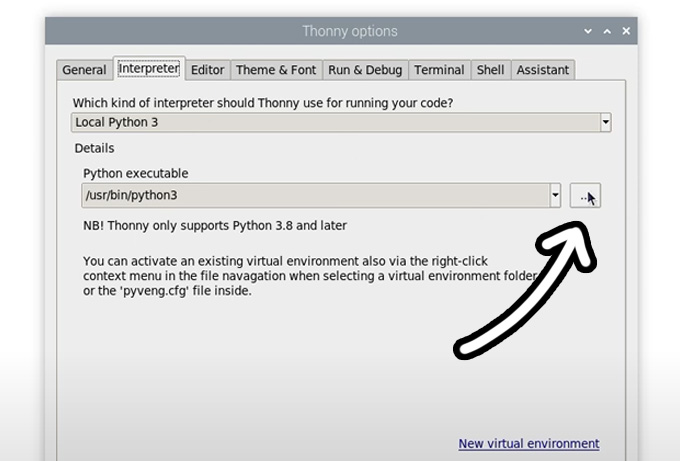 Thonny options
General Interpreter Editor Theme & Font Run & Debug Terminal Shell Assistant
Which kind of interpreter should Thonny use for running your code?
Local Python 3
Details
Python executable
/usr/bin/python3
..
NB! Thonny only supports Python 3.8 and later
You can activate an existing virtual environment also via the right-click
context menu in the file navagation when selecting a virtual environment folder
or the 'pyveng.cfg' file inside.
New virtual environment